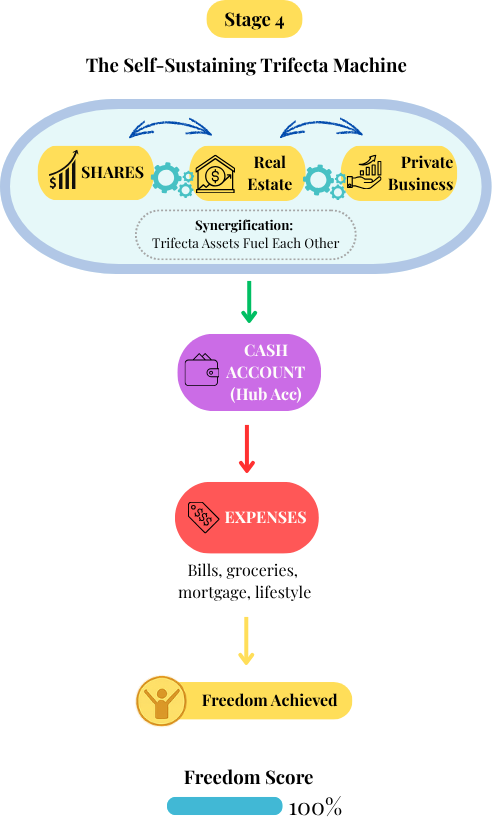 Stage 4
The Self-Sustaining Trifecta Machine
$ SHARES
$ Real
Estate
Private
Business
Synergification:
Trifecta Assets Fuel Each Other
CASH
ACCOUNT
(Hub Acc)
$$$ EXPENSES
Bills, groceries,
mortgage, lifestyle
Freedom Achieved
Freedom Score
100%